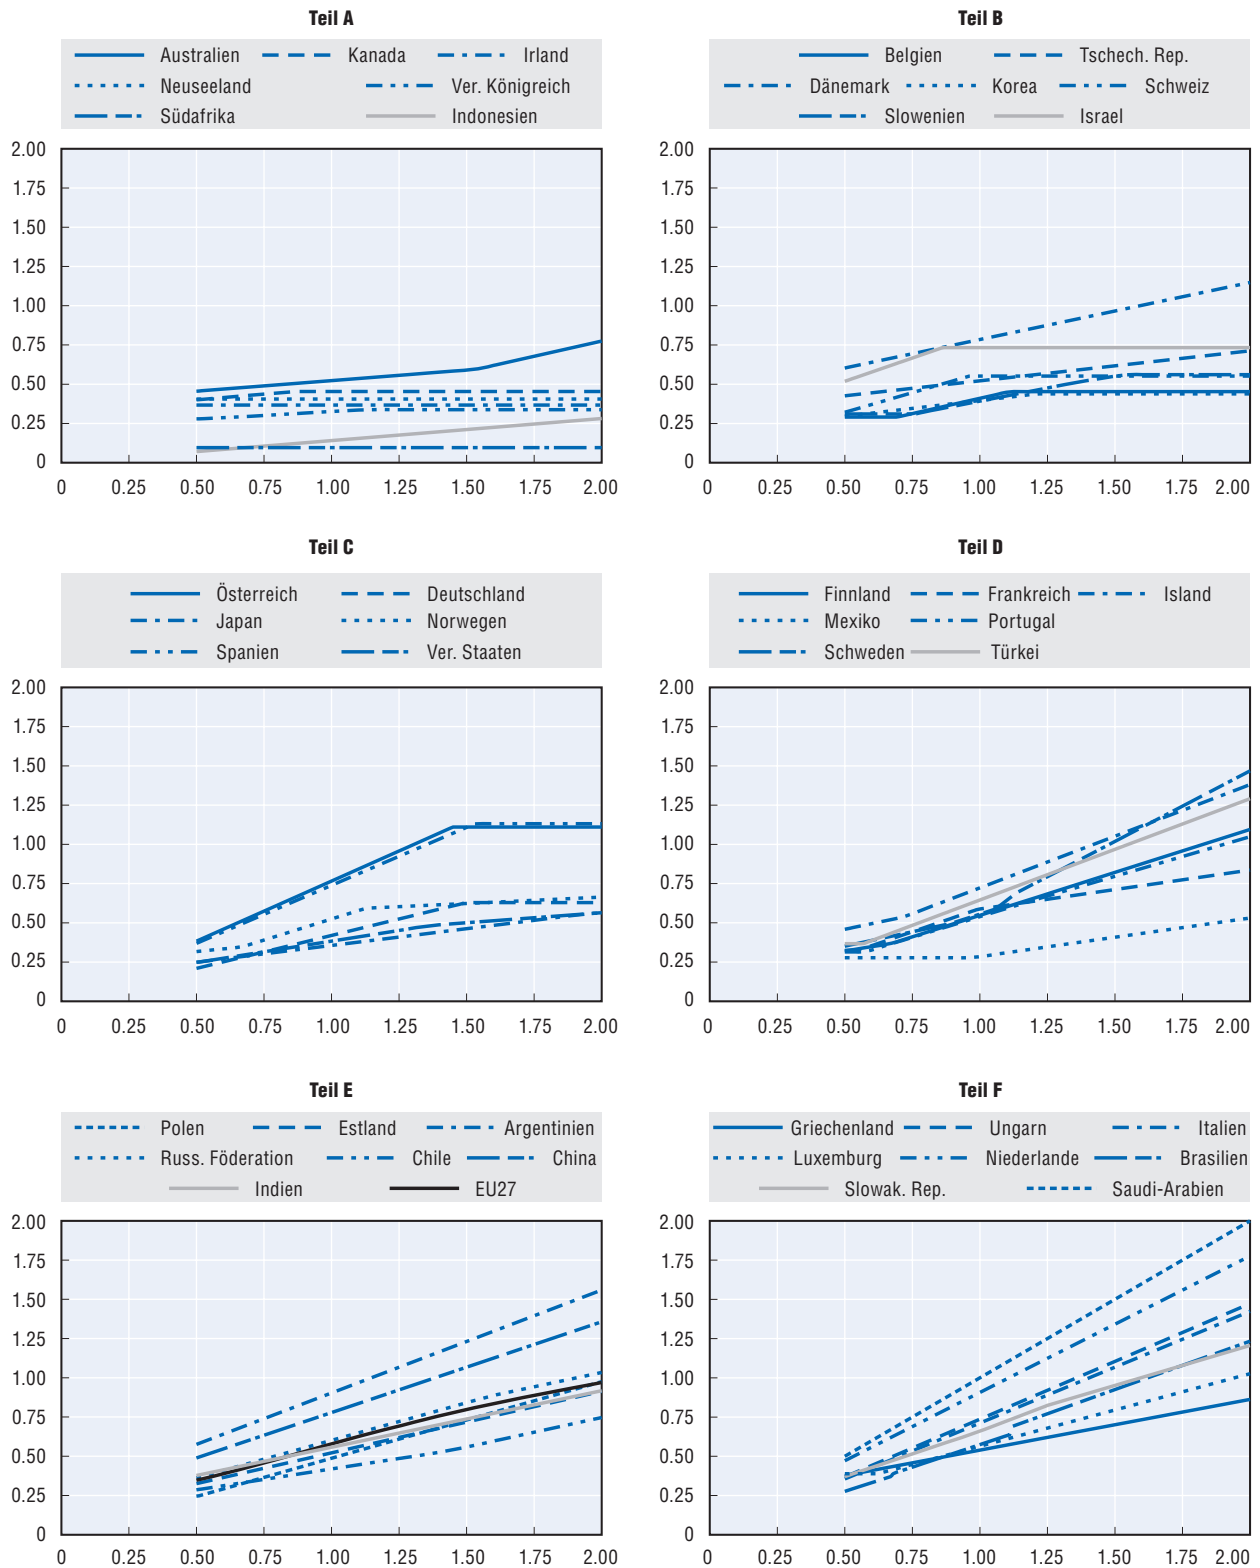 Teil A
Australien Kanada Irland
Neuseeland Ver. Königreich
Südafrika Indonesien
2.00
1.75
1.50
1.25
1.00
0.75
0.50
0.25
0
0 0.25 0.50 0.75 1.00 1.25 1.50 1.75 2.00
Teil B
Belgien Tschech. Rep.
Dänemark Korea Schweiz
Slowenien Israel
2.00
1.75
1.50
1.25
1.00
0.75
0.50
0.25
0
0 0.25 0.50 0.75 1.00 1.25 1.50 1.75 2.00
Teil C
Österreich Deutschland
Japan Norwegen
Spanien Ver. Staaten
2.00
1.75
1.50
1.25
1.00
0.75
0.50
0.25
0
0 0.25 0.50 0.75 1.00 1.25 1.50 1.75 2.00
Teil D
Finnland Frankreich Island
Mexiko Portugal
Schweden Türkei
2.00
1.75
1.50
1.25
1.00
0.75
0.50
0.25
0
0 0.25 0.50 0.75 1.00 1.25 1.50 1.75 2.00
Teil E
Polen Estland Argentinien
Russ. Föderation Chile China
Indien EU27
2.00
1.75
1.50
1.25
1.00
0.75
0.50
0.25
0
0 0.25 0.50 0.75 1.00 1.25 1.50 1.75 2.00
Teil F
Griechenland Ungarn Italien
Luxemburg Niederlande Brasilien
Slowak. Rep. Saudi-Arabien
2.00
1.75
1.50
1.25
1.00
0.75
0.50
0.25
0
0 0.25 0.50 0.75 1.00 1.25 1.50 1.75 2.00